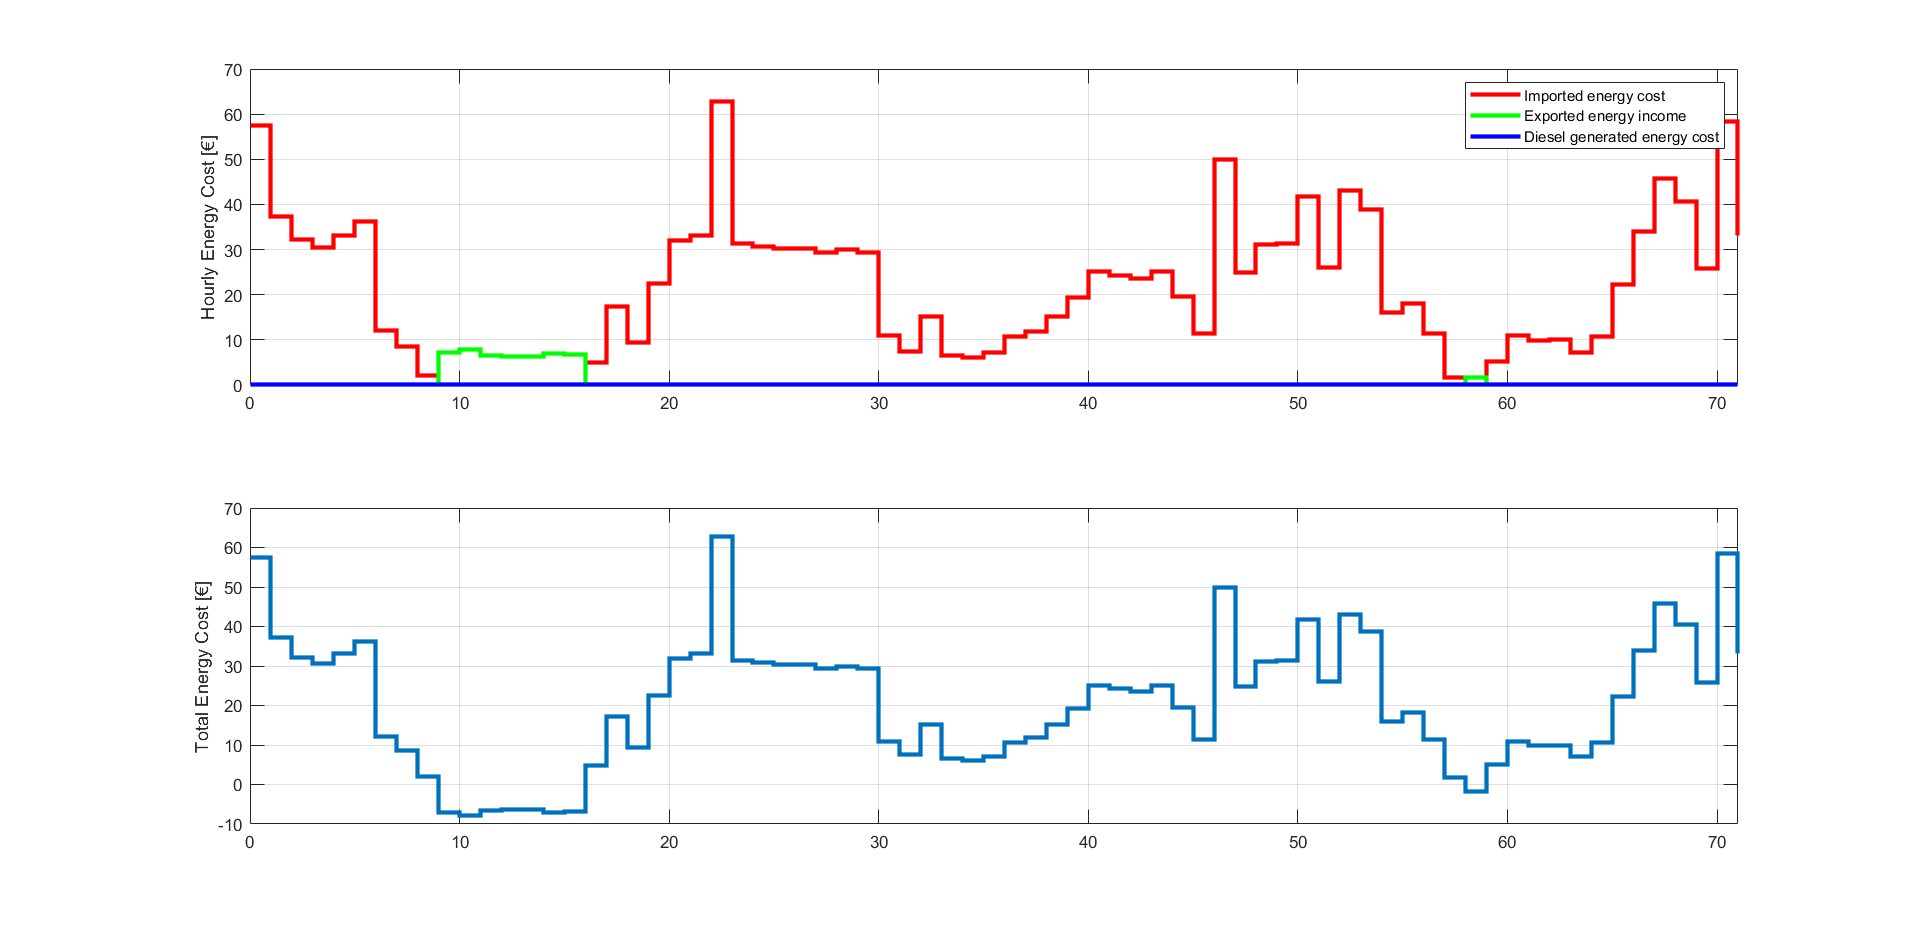 70
60
50
40
30
20
10
0
Hourly Energy Cost [€]
Imported energy cost
Exported energy income
Diesel generated energy cost
0 10 20 30 40 50 60 70
70
60
50
40
30
20
10
0
-10
Total Energy Cost [€]
0 10 20 30 40 50 60 70